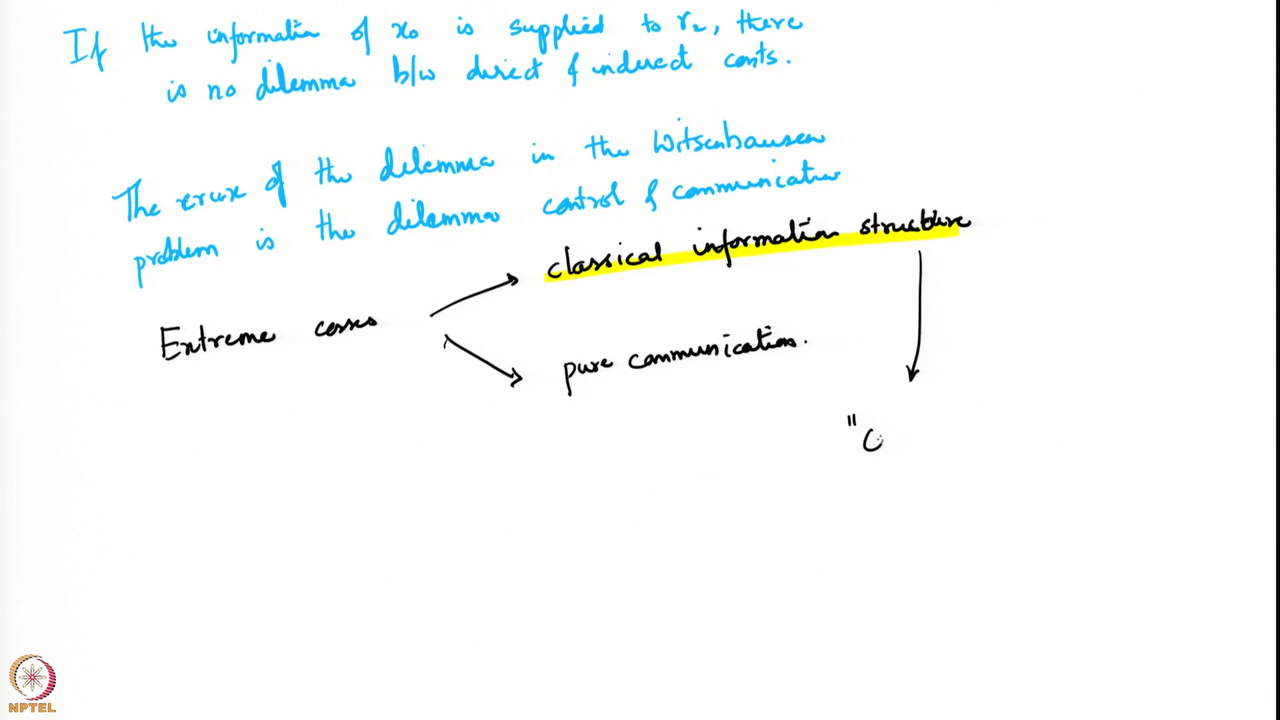 If the information of x₀ is supplied to γ₂, there
is no dilemma b/w direct & indirect costs.
The crux of the dilemma in the Witsenhausen
problem is the dilemma control & communication
classical information structure
Extreme cases
pure communication.
"C
NPTEL